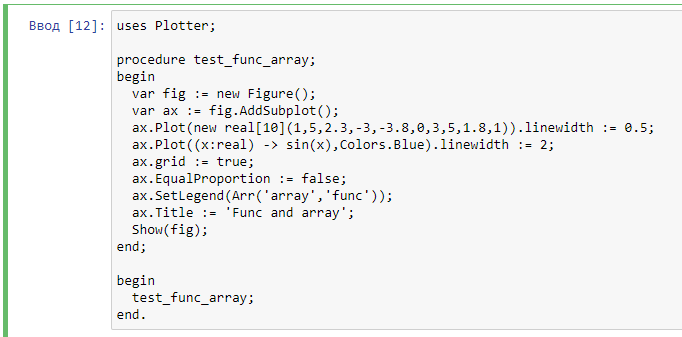 Ввод [12]: uses Plotter;
procedure test_func_array;
begin
  var fig := new Figure();
  var ax := fig.AddSubplot();
  ax.Plot(new real[10](1,5,2.3,-3,-3.8,0,3,5,1.8,1)).linewidth := 0.5;
  ax.Plot((x:real) -> sin(x),Colors.Blue).linewidth := 2;
  ax.grid := true;
  ax.EqualProportion := false;
  ax.SetLegend(Arr('array','func'));
  ax.Title := 'Func and array';
  Show(fig);
end;
begin
  test_func_array;
end.